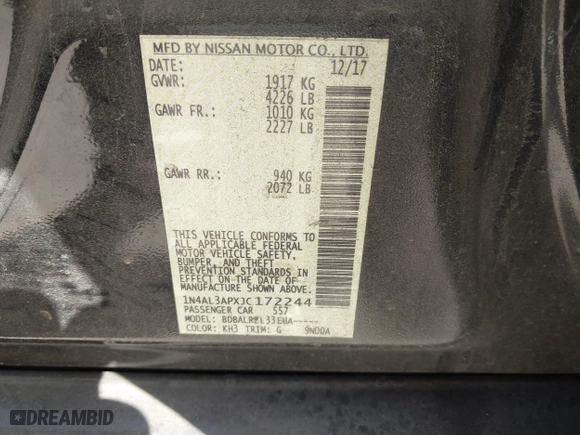 MFD BY NISSAN MOTOR CO., LTD.
DATE: 12/17
GVWR: 1917 KG
4226 LB
GAWR FR.: 1010 KG
2227 LB
GAWR RR.: 940 KG
2072 LB
THIS VEHICLE CONFORMS TO
ALL APPLICABLE FEDERAL
MOTOR VEHICLE SAFETY,
BUMPER, AND THEFT
PREVENTION STANDARDS IN
EFFECT ON THE DATE OF
MANUFACTURE SHOWN ABOVE.
1N4AL3APXJC172244
PASSENGER CAR 557
MODEL:
COLOR: KH3 TRIM: G 9N00A
DREAMBID